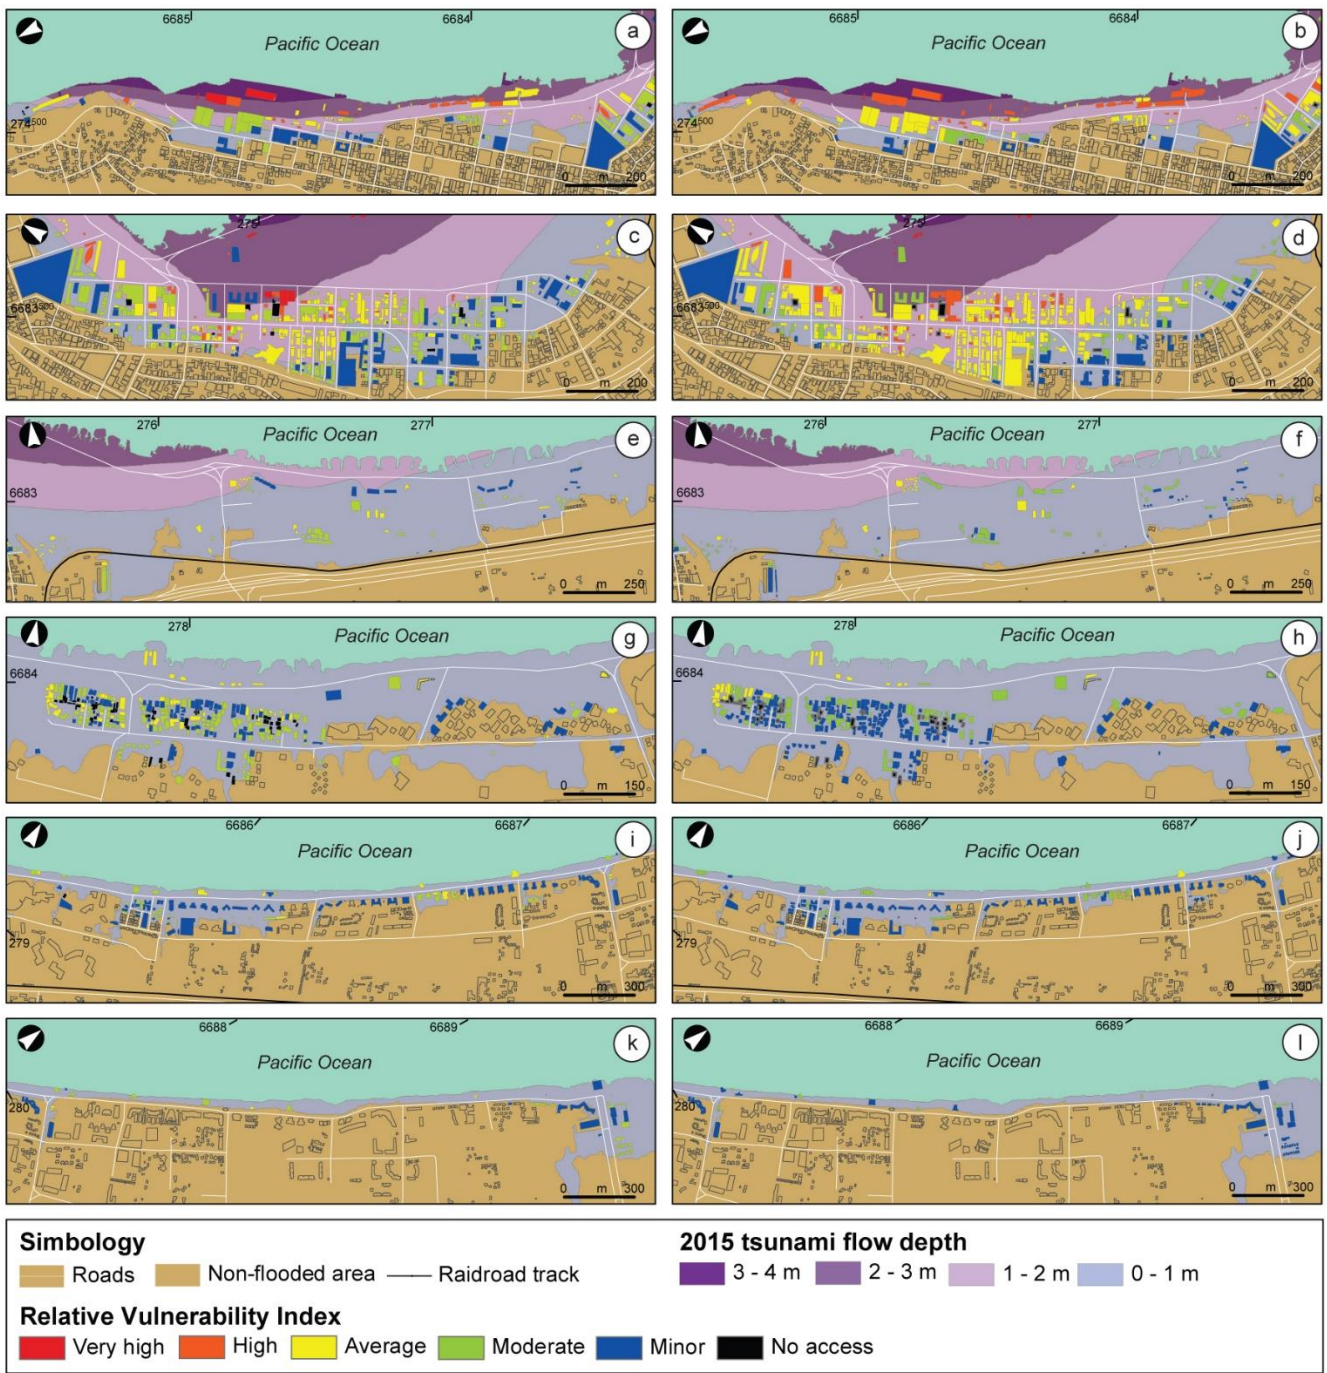 6685 6684 6685 6684
Pacific Ocean a Pacific Ocean b
274500 274500
0 m 200 0 m 200
275 c 275 d
6683500 6683500
0 m 200 0 m 200
276 277 276 277
Pacific Ocean e Pacific Ocean f
6683 6683
0 m 250 0 m 250
278 278
Pacific Ocean g Pacific Ocean h
6684 6684
0 m 150 0 m 150
6686 6687 6686 6687
Pacific Ocean i Pacific Ocean j
279 279
0 m 300 0 m 300
6688 6689 6688 6689
Pacific Ocean k Pacific Ocean l
280 280
0 m 300 0 m 300
Simbology
Roads Non-flooded area Raidroad track
2015 tsunami flow depth
3 - 4 m 2 - 3 m 1 - 2 m 0 - 1 m
Relative Vulnerability Index
Very high High Average Moderate Minor No access